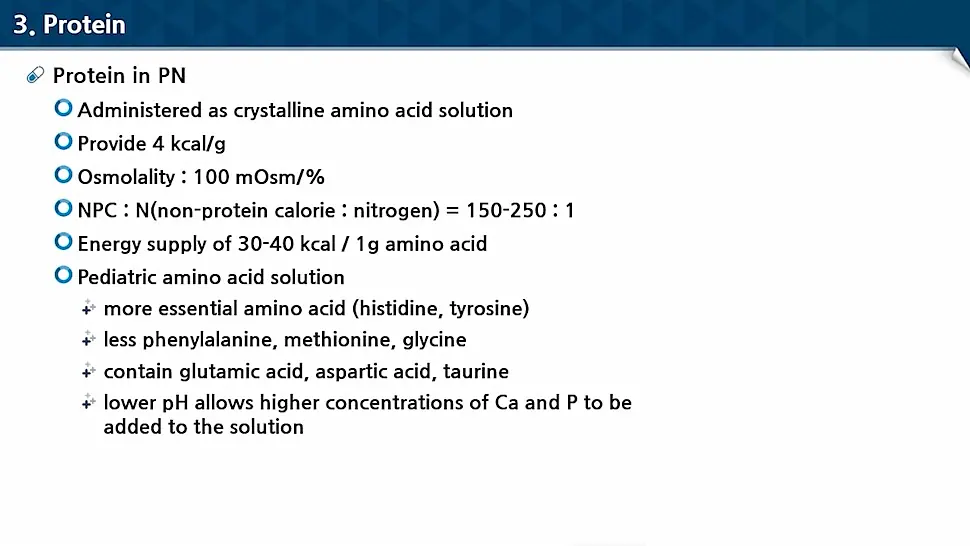 3. Protein
Protein in PN
Administered as crystalline amino acid solution
Provide 4 kcal/g
Osmolality : 100 mOsm/%
NPC : N(non-protein calorie : nitrogen) = 150-250 : 1
Energy supply of 30-40 kcal / 1g amino acid
Pediatric amino acid solution
more essential amino acid (histidine, tyrosine)
less phenylalanine, methionine, glycine
contain glutamic acid, aspartic acid, taurine
lower pH allows higher concentrations of Ca and P to be
added to the solution